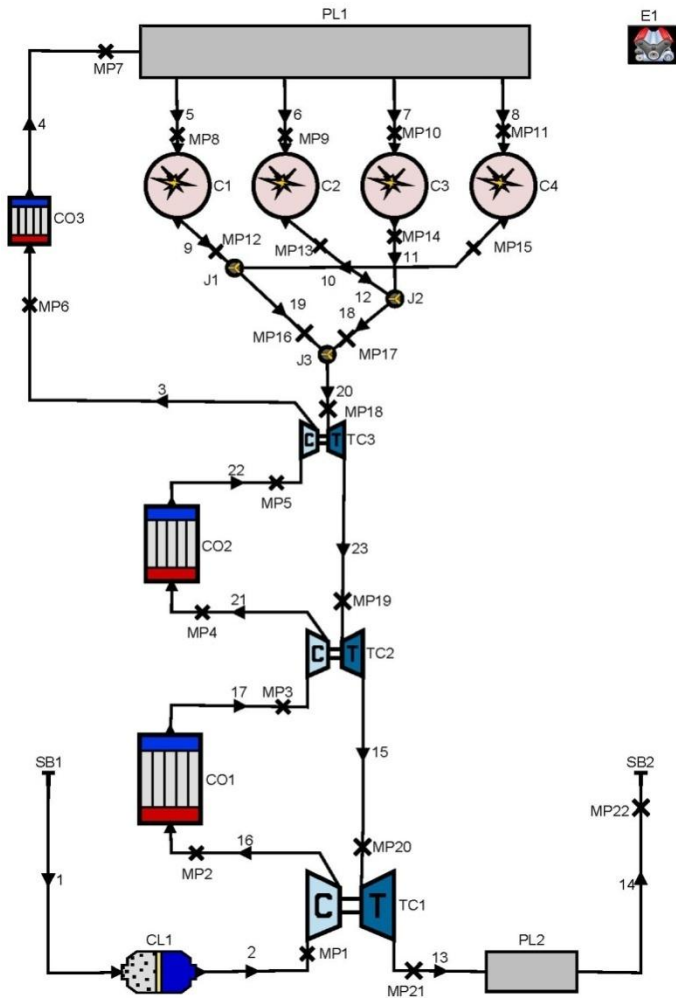 PL1
E1
MP7
5
6
7
8
4
MP8
MP9
MP10
MP11
C1
C2
C3
C4
CO3
9
MP12
MP13
MP14
MP15
11
J1
10
12
J2
MP6
19
18
MP16
MP17
J3
3
20
MP18
C
T
TC3
22
MP5
CO2
23
21
MP19
MP4
C
T
TC2
17
MP3
15
SB1
CO1
SB2
MP22
16
MP20
MP2
1
14
C
T
TC1
CL1
2
MP1
13
PL2
MP21